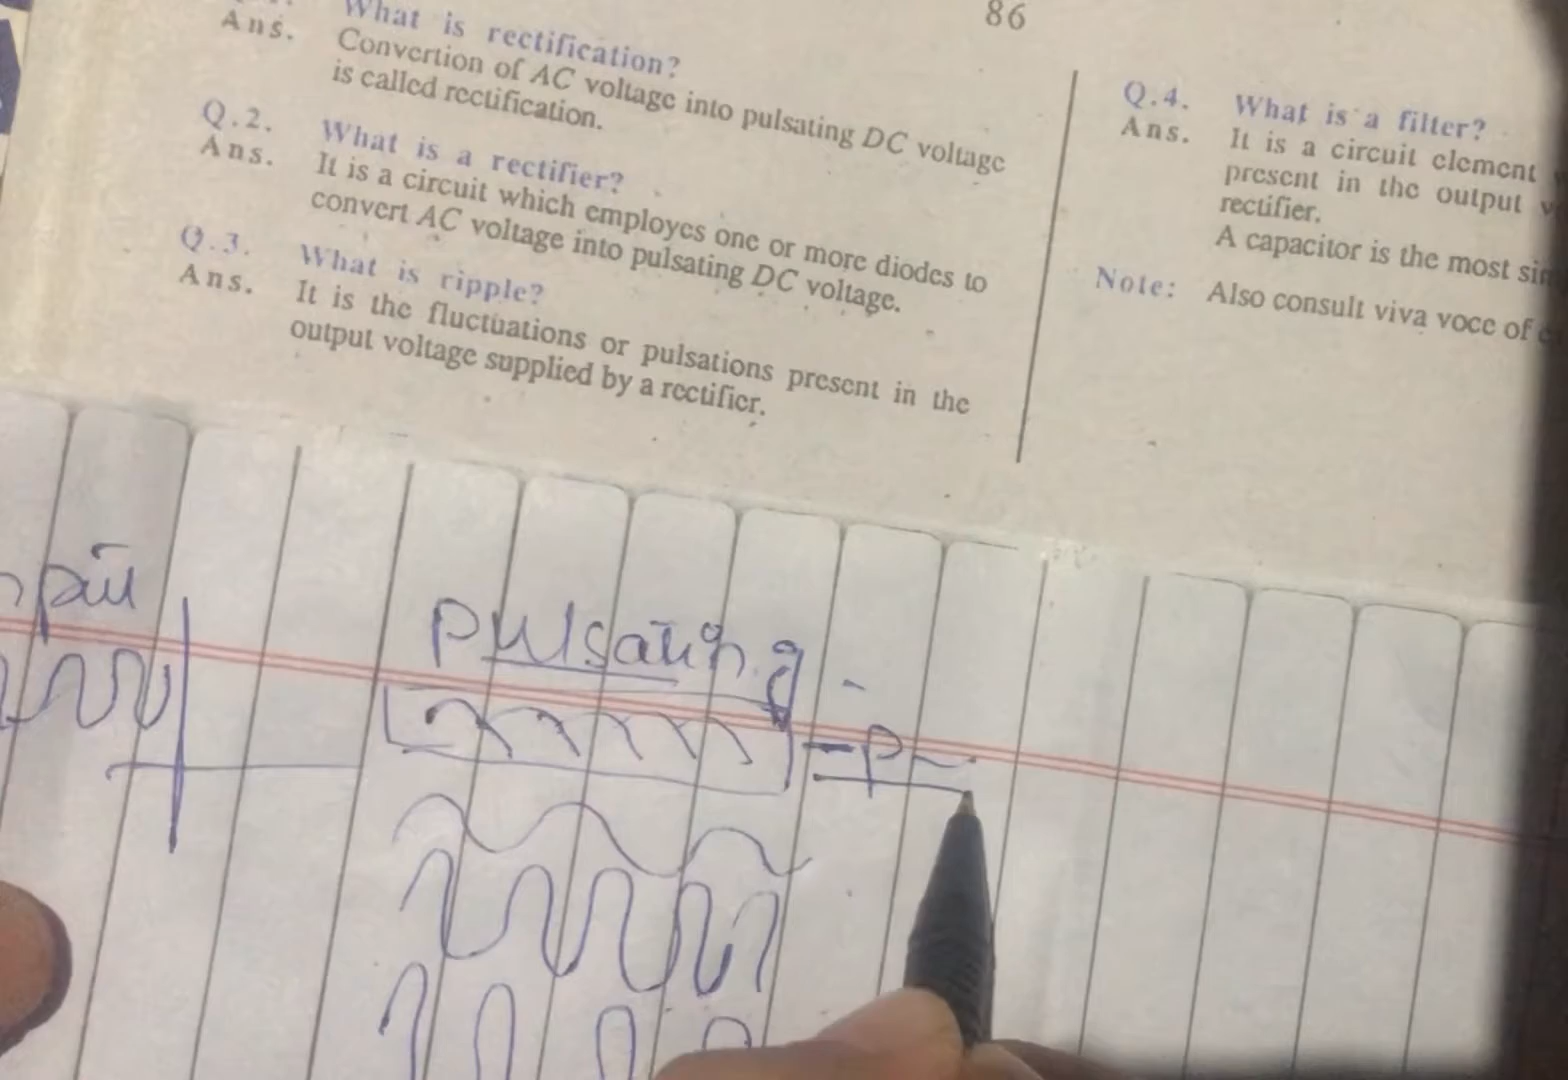 86
What is rectification?
Ans. Convertion of AC voltage into pulsating DC voltage
is called rectification.
Q.2. What is a rectifier?
Ans. It is a circuit which employes one or more diodes to
convert AC voltage into pulsating DC voltage.
Q.3. What is ripple?
Ans. It is the fluctuations or pulsations present in the
output voltage supplied by a rectifier.
Q.4. What is a filter?
Ans. It is a circuit element
present in the output
rectifier.
A capacitor is the most
Note: Also consult viva voce of
pulsating